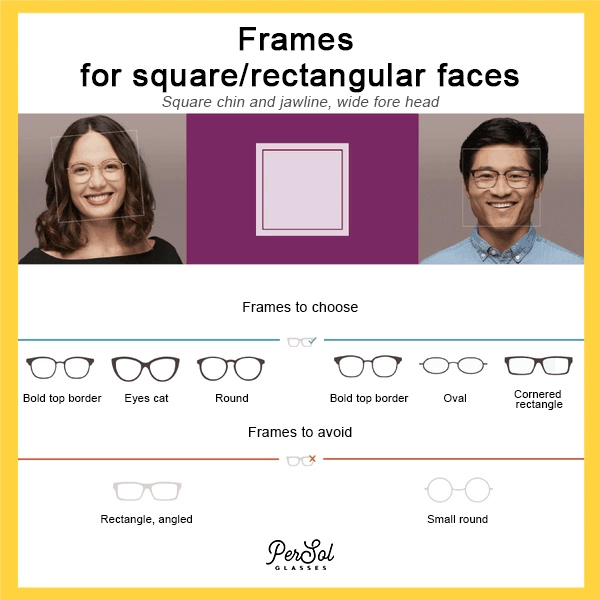 Frames
for square/rectangular faces
Square chin and jawline, wide fore head
Frames to choose
Bold top border
Eyes cat
Round
Bold top border
Oval
Cornered
rectangle
Frames to avoid
Rectangle, angled
Small round
PerSol
GLASSES